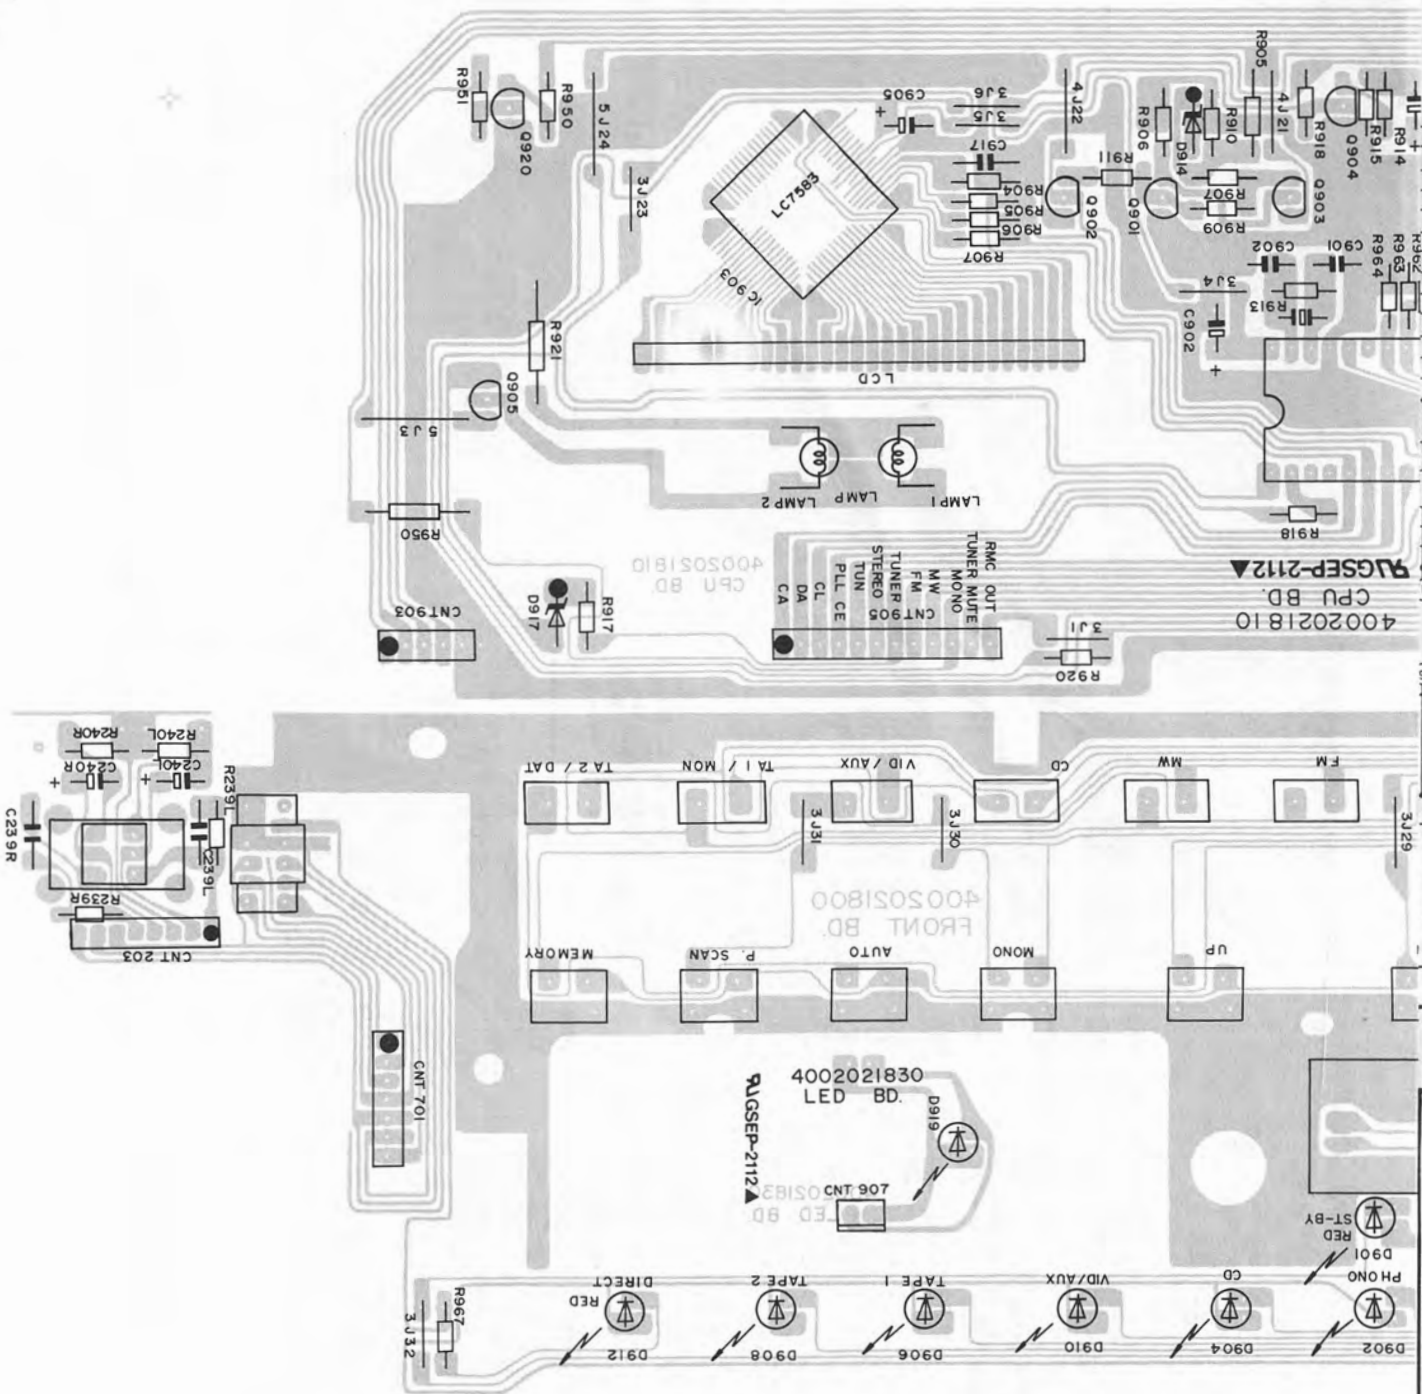 R951
Q920
R950
5J24
3J23
LC7583
IC903
C905
3J6
3J5
C917
R904
R905
R906
R907
4J22
Q902
R911
Q901
R906
D914
R910
R905
4J21
R907
R909
Q903
R918
Q904
R915
R914
C902
C901
R964
R963
R962
3J4
R913
C902
R921
Q905
LCD
5J3
LAMP2
LAMP
LAMP1
R950
R918
GSEP-2112▲
CPU BD.
4002021810
4002021810
CPU BD.
CNT903
D917
R917
CA
DA
CL
PLL CE
TUN
STEREO
TUNER
CNT905
FM
MW
MONO
TUNER MUTE
RMC OUT
3J1
R920
R240R
R240L
C240R
C240L
R239L
C239R
C239L
R239R
CNT 203
TA2 / DAT
TA1 / MON
VID / AUX
CD
MW
FM
3J31
3J30
3J29
4002021800
FRONT BD.
MEMORY
P. SCAN
AUTO
MONO
UP
CNT 701
4002021830
LED BD.
GSEP-2112▲
D919
CNT 907
LED BD
RED
ST-BY
D901
PHONO
D902
CD
D904
VID/AUX
D910
TAPE 1
D906
TAPE 2
D908
DIRECT
RED
D912
R967
3J32